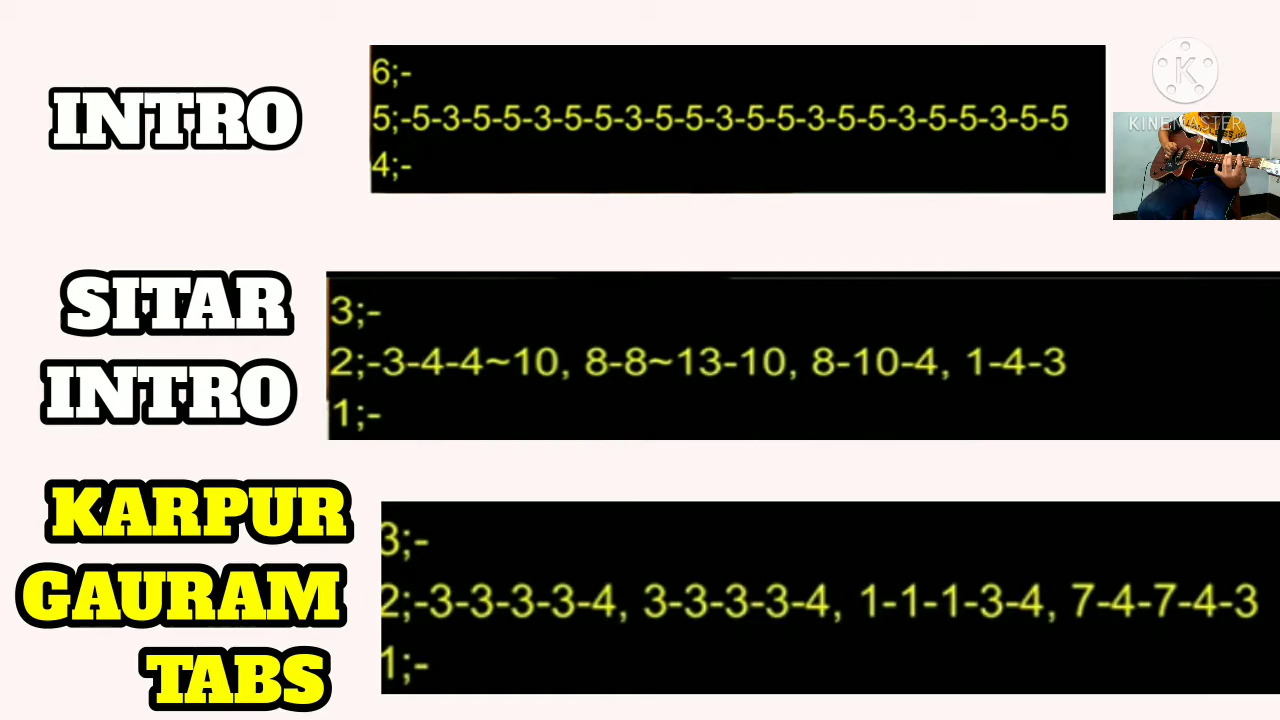 INTRO
6;-
5;-5-3-5-5-3-5-5-3-5-5-3-5-5-3-5-5-3-5-5-3-5-5
4;-
KINEMASTER
SITAR
INTRO
3;-
2;-3-4-4~10, 8-8~13-10, 8-10-4, 1-4-3
1;-
KARPUR
GAURAM
TABS
3;-
2;-3-3-3-3-4, 3-3-3-3-4, 1-1-1-3-4, 7-4-7-4-3
1;-